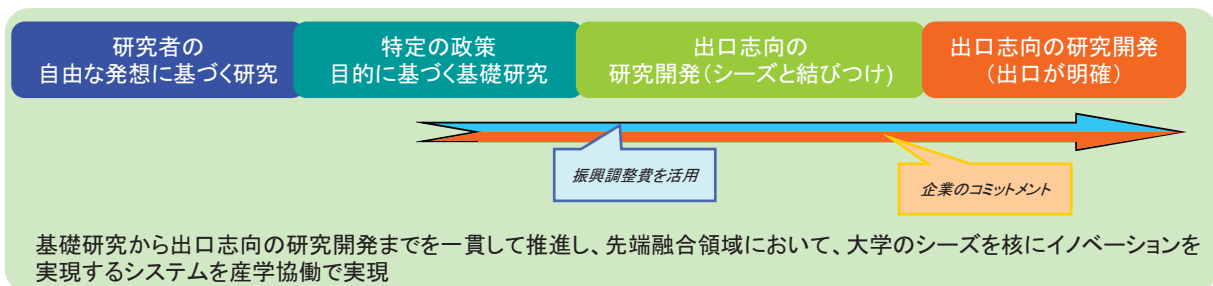 研究者の
自由な発想に基づく研究
特定の政策
目的に基づく基礎研究
出口志向の
研究開発（シーズと結びつけ）
出口志向の研究開発
（出口が明確）
振興調整費を活用
企業のコミットメント
基礎研究から出口志向の研究開発までを一貫して推進し、先端融合領域において、大学のシーズを核にイノベーションを
実現するシステムを産学協働で実現